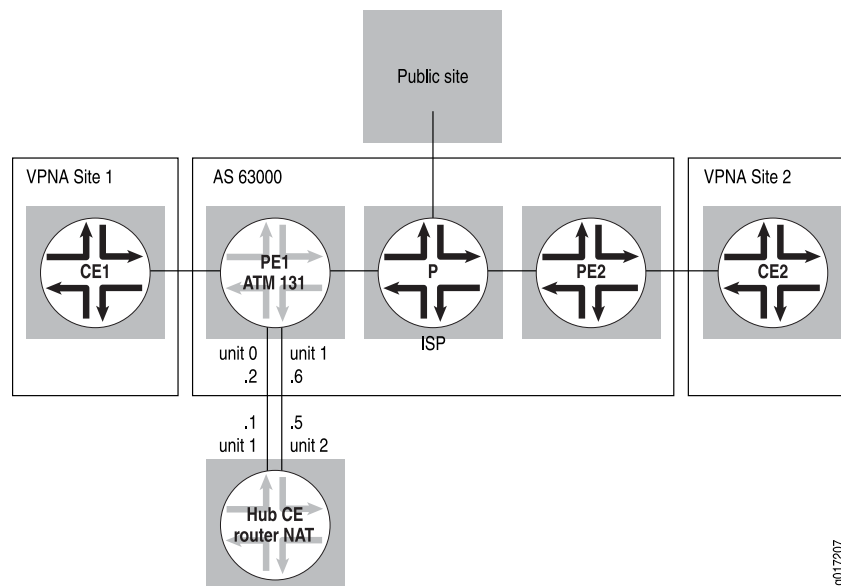 Public site
VPNA Site 1
AS 63000
VPNA Site 2
CE1
PE1
ATM 131
P
PE2
CE2
ISP
unit 0
unit 1
.2
.6
.1
.5
unit 1
unit 2
Hub CE
router NAT
g017207